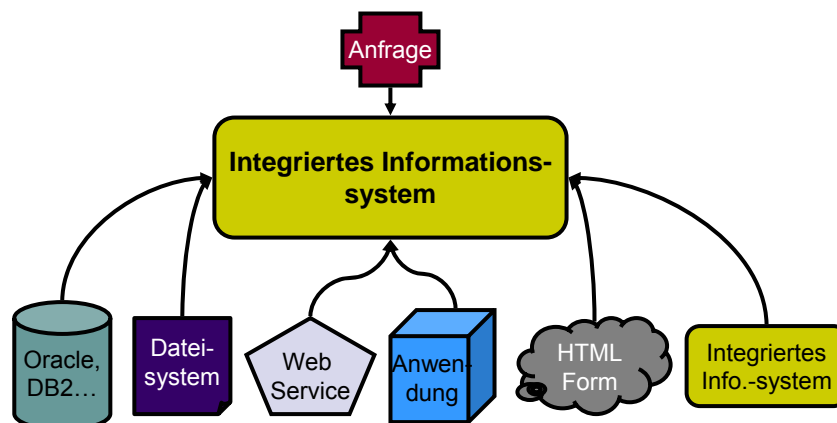 Anfrage
Integriertes Informations-
system
Oracle,
DB2...
Datei-
system
Web
Service
Anwen-
dung
HTML
Form
Integriertes
Info.-system